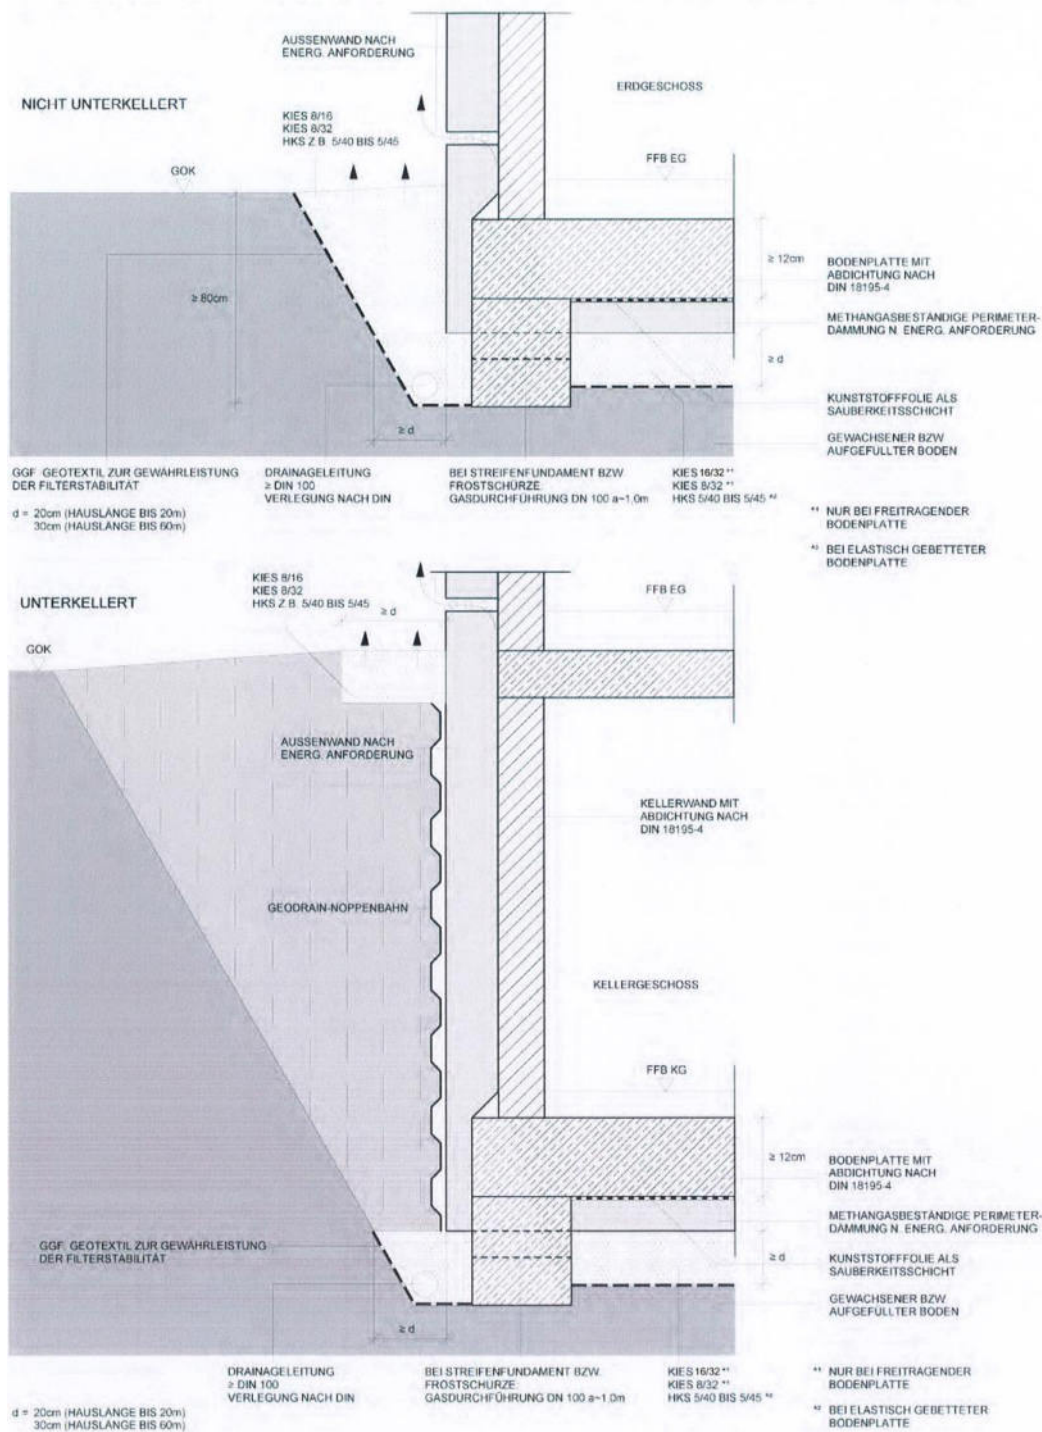 AUSSENWAND NACH
ENERG. ANFORDERUNG
ERDGESCHOSS
NICHT UNTERKELLERT
KIES 8/16
KIES 8/32
HKS Z.B. 5/40 BIS 5/45
GOK
FFB EG
≥ 12cm
BODENPLATTE MIT
ABDICHTUNG NACH
DIN 18195-4
≥ 80cm
METHANGASBESTÄNDIGE PERIMETER-
DÄMMUNG N. ENERG. ANFORDERUNG
≥ d
KUNSTSTOFFFOLIE ALS
SAUBERKEITSSCHICHT
≥ d
GEWACHSENER BZW
AUFGEFÜLLTER BODEN
GGF. GEOTEXTIL ZUR GEWÄHRLEISTUNG
DER FILTERSTABILITÄT
DRAINAGELEITUNG
≥ DIN 100
VERLEGUNG NACH DIN
BEI STREIFENFUNDAMENT BZW.
FROSTSCHÜRZE:
GASDURCHFÜHRUNG DN 100 a~1,0m
KIES 16/32 *¹
KIES 8/32 *¹
HKS 5/40 BIS 5/45 *²
d = 20cm (HAUSLÄNGE BIS 20m)
30cm (HAUSLÄNGE BIS 60m)
*¹ NUR BEI FREITRAGENDER
BODENPLATTE
*² BEI ELASTISCH GEBETTETER
BODENPLATTE
UNTERKELLERT
KIES 8/16
KIES 8/32
HKS Z.B. 5/40 BIS 5/45
≥ d
FFB EG
GOK
AUSSENWAND NACH
ENERG. ANFORDERUNG
KELLERWAND MIT
ABDICHTUNG NACH
DIN 18195-4
GEODRAIN-NOPPENBAHN
KELLERGESCHOSS
FFB KG
≥ 12cm
BODENPLATTE MIT
ABDICHTUNG NACH
DIN 18195-4
METHANGASBESTÄNDIGE PERIMETER-
DÄMMUNG N. ENERG. ANFORDERUNG
GGF. GEOTEXTIL ZUR GEWÄHRLEISTUNG
DER FILTERSTABILITÄT
≥ d
KUNSTSTOFFFOLIE ALS
SAUBERKEITSSCHICHT
GEWACHSENER BZW
AUFGEFÜLLTER BODEN
≥ d
DRAINAGELEITUNG
≥ DIN 100
VERLEGUNG NACH DIN
BEI STREIFENFUNDAMENT BZW.
FROSTSCHÜRZE:
GASDURCHFÜHRUNG DN 100 a~1,0m
KIES 16/32 *¹
KIES 8/32 *¹
HKS 5/40 BIS 5/45 *²
*¹ NUR BEI FREITRAGENDER
BODENPLATTE
*² BEI ELASTISCH GEBETTETER
BODENPLATTE
d = 20cm (HAUSLÄNGE BIS 20m)
30cm (HAUSLÄNGE BIS 60m)